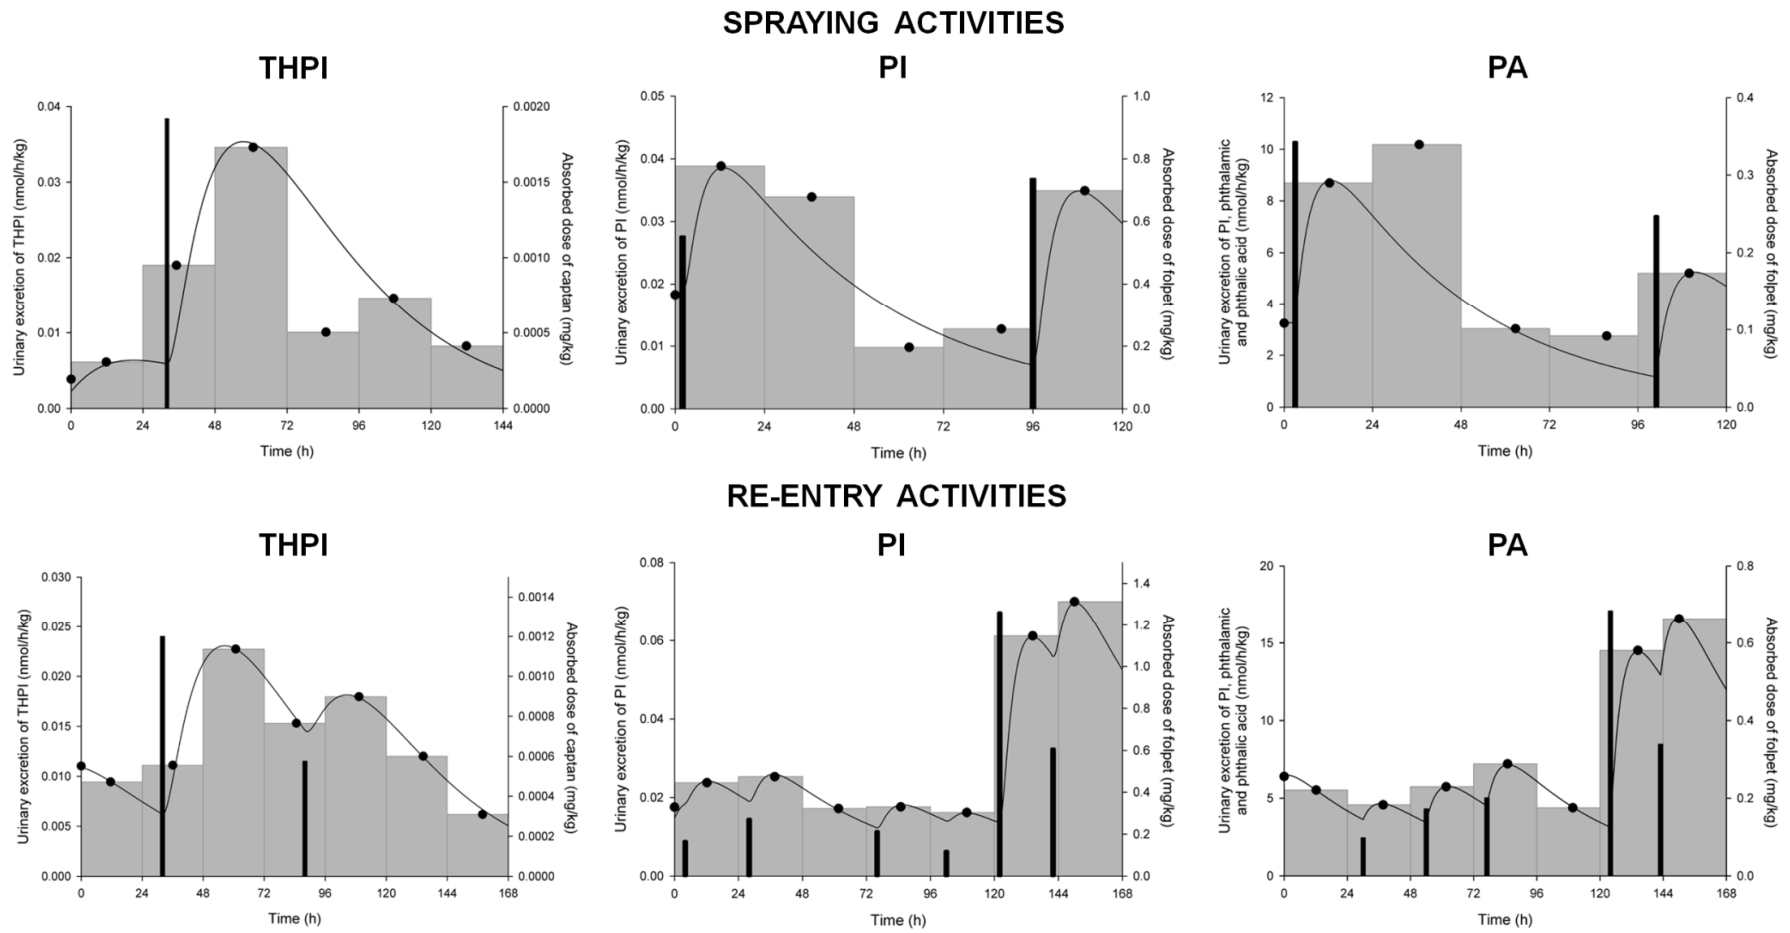 SPRAYING ACTIVITIES
THPI
PI
PA
Urinary excretion of THPI (nmol/h/kg)
0.04
0.03
0.02
0.01
0.00
0 24 48 72 96 120 144
Time (h)
0.0020
0.0015
0.0010
0.0005
0.0000
Absorbed dose of captan (mg/kg)
Urinary excretion of PI (nmol/h/kg)
0.05
0.04
0.03
0.02
0.01
0.00
0 24 48 72 96 120
Time (h)
1.0
0.8
0.6
0.4
0.2
0.0
Absorbed dose of folpet (mg/kg)
Urinary excretion of PI, phthalamic
and phthalic acid (nmol/h/kg)
12
10
8
6
4
2
0
0 24 48 72 96 120
Time (h)
0.4
0.3
0.2
0.1
0.0
Absorbed dose of folpet (mg/kg)
RE-ENTRY ACTIVITIES
THPI
PI
PA
Urinary excretion of THPI (nmol/h/kg)
0.030
0.025
0.020
0.015
0.010
0.005
0.000
0 24 48 72 96 120 144 168
Time (h)
0.0014
0.0012
0.0010
0.0008
0.0006
0.0004
0.0002
0.0000
Absorbed dose of captan (mg/kg)
Urinary excretion of PI (nmol/h/kg)
0.08
0.06
0.04
0.02
0.00
0 24 48 72 96 120 144 168
Time (h)
1.4
1.2
1.0
0.8
0.6
0.4
0.2
0.0
Absorbed dose of folpet (mg/kg)
Urinary excretion of PI, phthalamic
and phthalic acid (nmol/h/kg)
20
15
10
5
0
0 24 48 72 96 120 144 168
Time (h)
0.8
0.6
0.4
0.2
0.0
Absorbed dose of folpet (mg/kg)